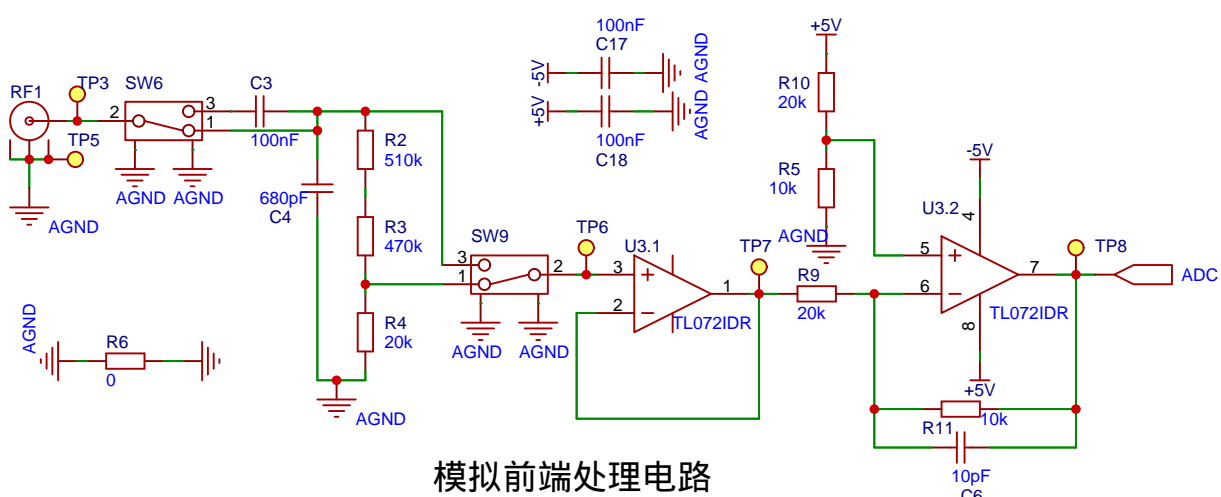 100nF
C17
-5V
AGND
+5V
AGND
100nF
C18
RF1
TP3
TP5
AGND
SW6
2
3
1
AGND
AGND
C3
100nF
680pF
C4
R2
510k
R3
470k
R4
20k
AGND
SW9
3
1
2
AGND
AGND
TP6
U3.1
3
2
1
+
−
TL072IDR
TP7
R9
20k
+5V
R10
20k
R5
10k
AGND
-5V
4
U3.2
5
6
7
8
+
−
TL072IDR
+5V
TP8
ADC
R11
10k
10pF
C6
AGND
R6
0
模拟前端处理电路